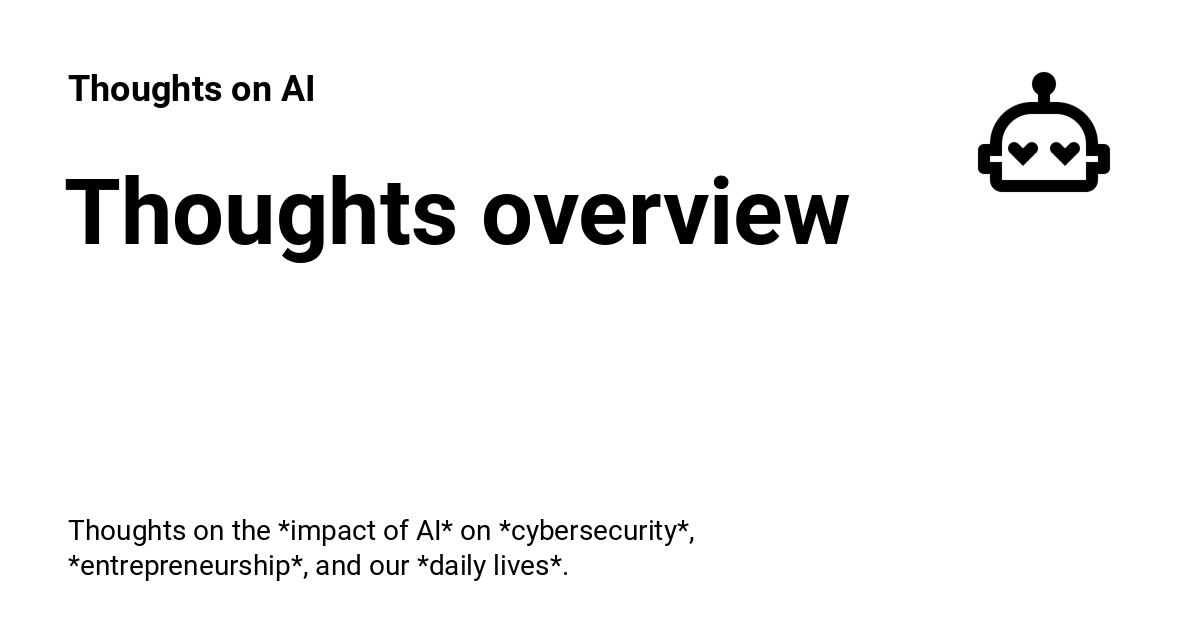 Thoughts on AI
Thoughts overview
Thoughts on the *impact of AI* on *cybersecurity*,
*entrepreneurship*, and our *daily lives*.